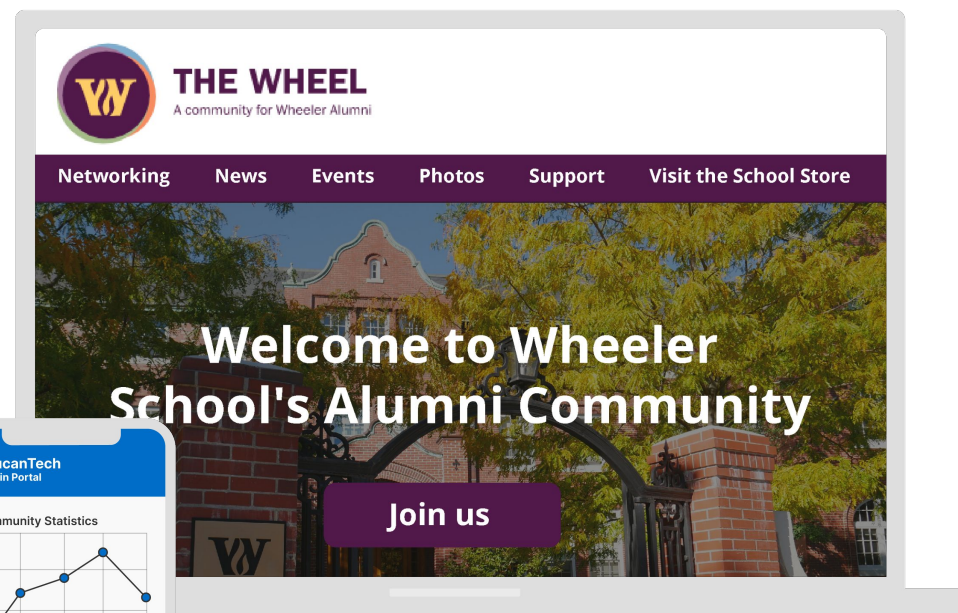 W
THE WHEEL
A community for Wheeler Alumni
Networking News Events Photos Support Visit the School Store
Welcome to Wheeler
School's Alumni Community
Join us
W
ucanTech
in Portal
munity Statistics